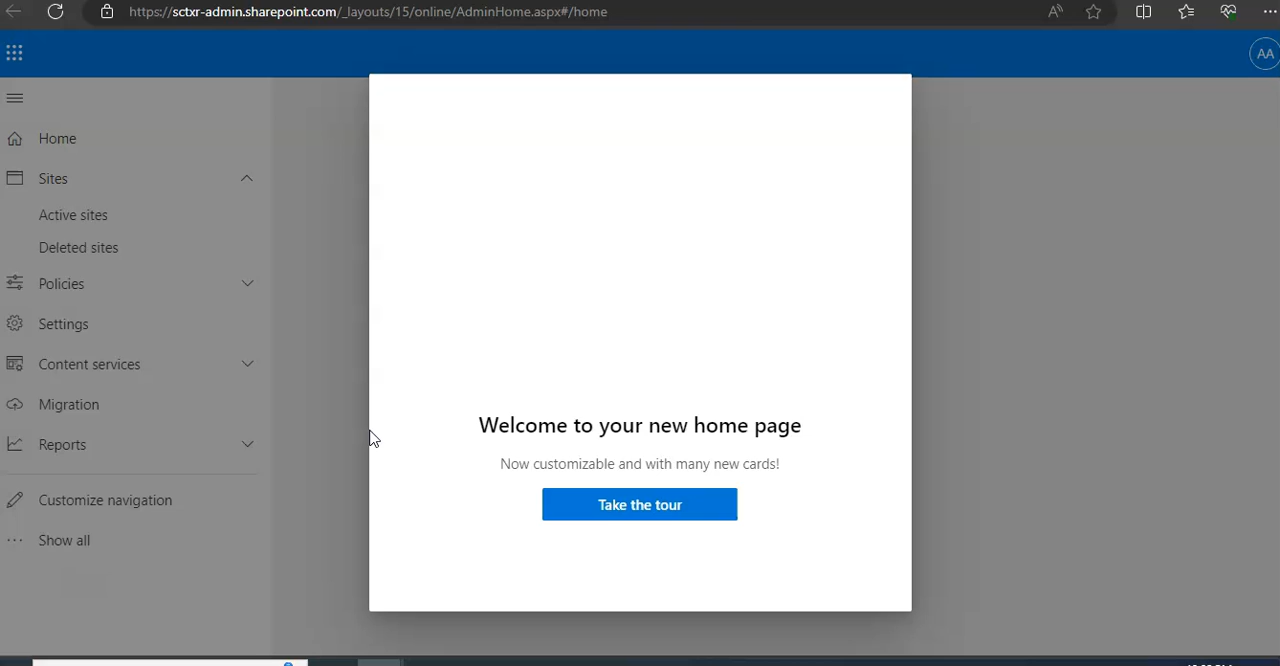 https://sctxr-admin.sharepoint.com/_layouts/15/online/AdminHome.aspx#/home
AA
Home
Sites
Active sites
Deleted sites
Policies
Settings
Content services
Migration
Reports
Customize navigation
Show all
Welcome to your new home page
Now customizable and with many new cards!
Take the tour